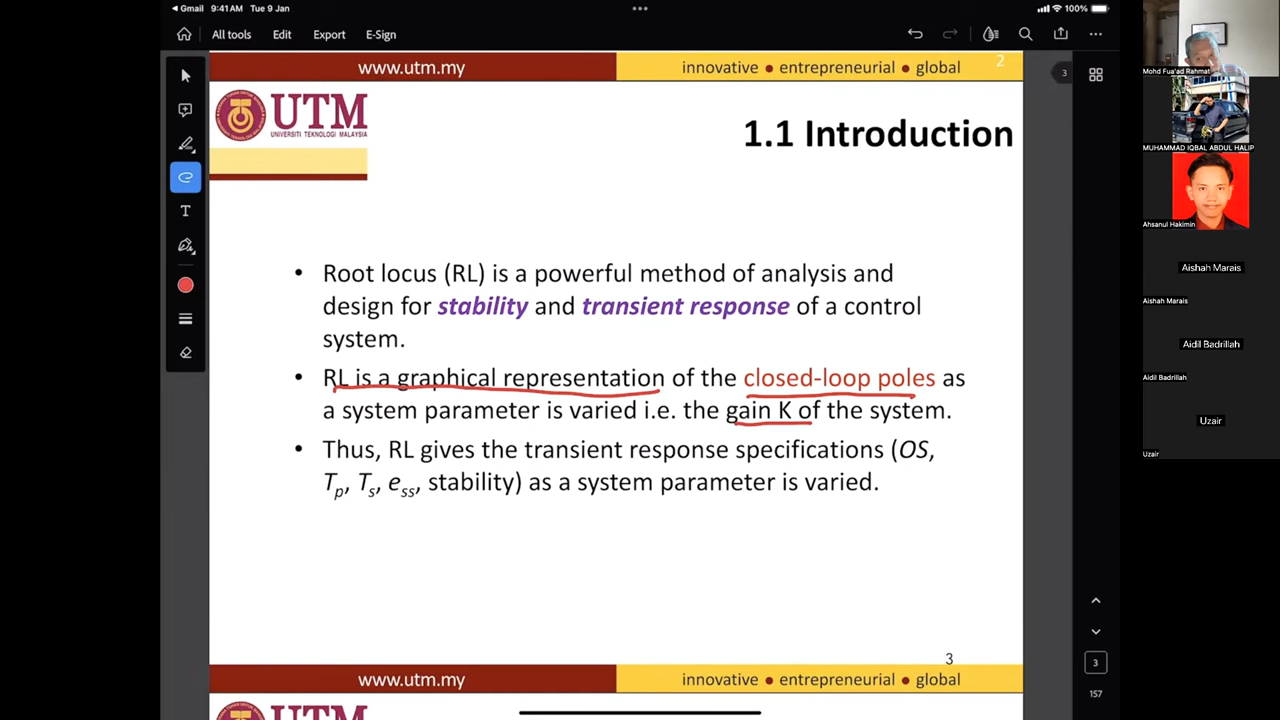 Gmail 9:41AM Tue 9 Jan
100%
All tools Edit Export E-Sign
www.utm.my
innovative ● entrepreneurial ● global
2
3
UTM
UNIVERSITI TEKNOLOGI MALAYSIA
1.1 Introduction
• Root locus (RL) is a powerful method of analysis and
design for stability and transient response of a control
system.
• RL is a graphical representation of the closed-loop poles as
a system parameter is varied i.e. the gain K of the system.
• Thus, RL gives the transient response specifications (OS,
Tp, Ts, ess, stability) as a system parameter is varied.
3
www.utm.my
innovative ● entrepreneurial ● global
UTM
3
157
Mohd Fua'ad Rahmat
MUHAMMAD IQBAL ABDUL HALIP
Ahsanul Hakimin
Aishah Marais
Aishah Marais
Aidil Badrillah
Aidil Badrillah
Uzair
Uzair